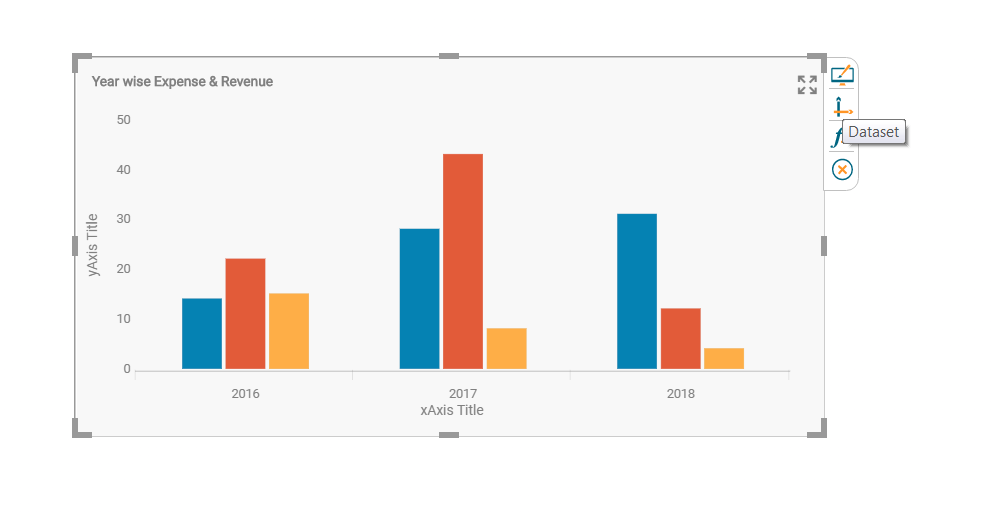 Year wise Expense & Revenue
50
40
30
20
10
0
yAxis Title
2016
2017
2018
xAxis Title
f
Dataset